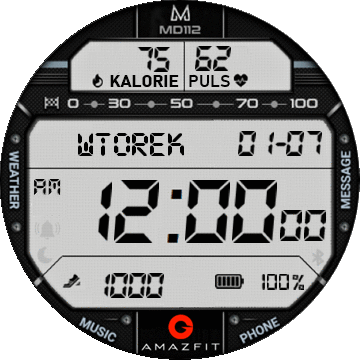 MD112
75 62
KALORIE PULS
0 30 50 70 100
WTOREK 01-07
WEATHER
MESSAGE
AM
12:00 00
1000 100%
MUSIC
PHONE
AMAZFIT